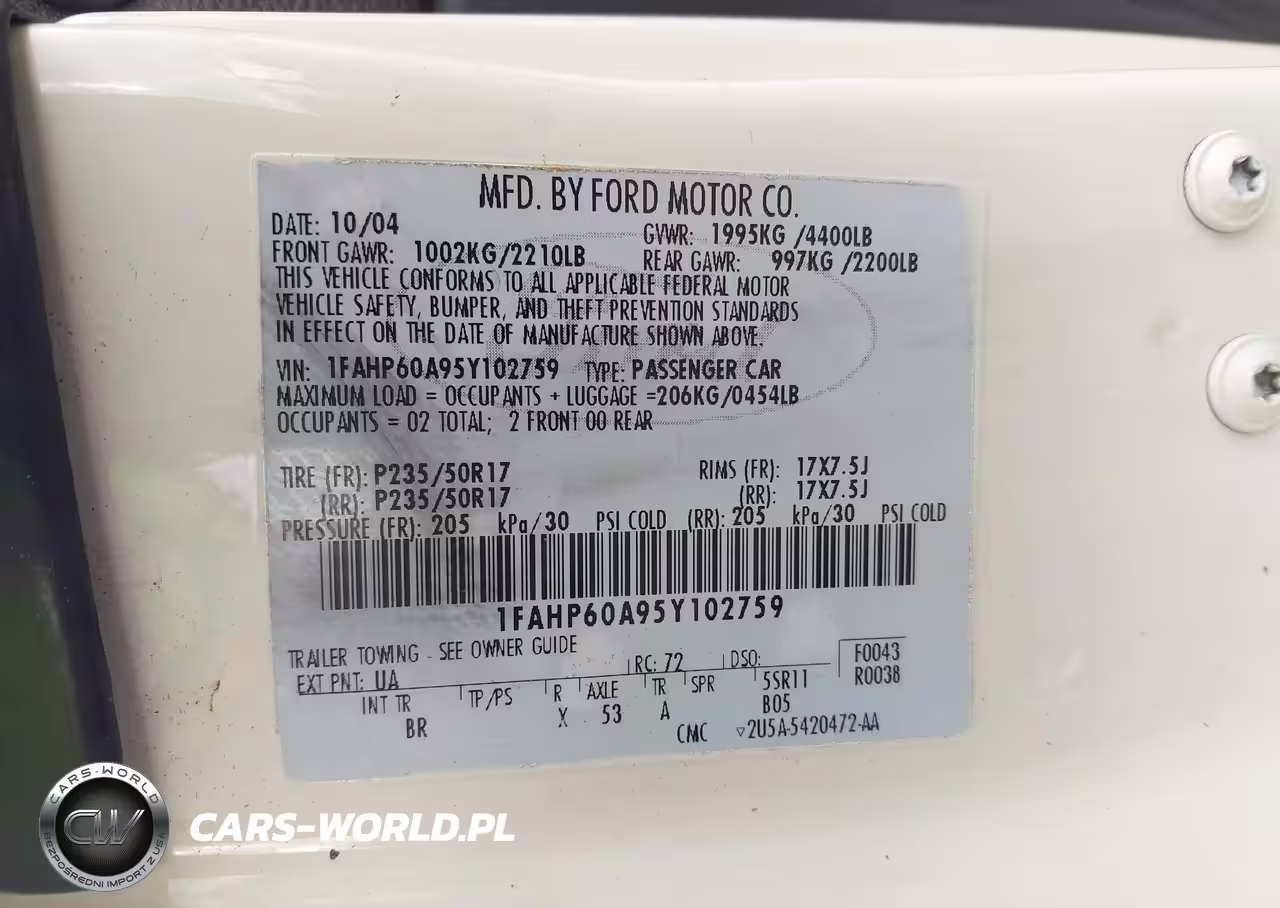 MFD. BY FORD MOTOR CO.
DATE: 10/04 GVWR: 1995KG /4400LB
FRONT GAWR: 1002KG/2210LB REAR GAWR: 997KG /2200LB
THIS VEHICLE CONFORMS TO ALL APPLICABLE FEDERAL MOTOR
VEHICLE SAFETY, BUMPER, AND THEFT PREVENTION STANDARDS
IN EFFECT ON THE DATE OF MANUFACTURE SHOWN ABOVE.
VIN: 1FAHP60A95Y102759 TYPE: PASSENGER CAR
MAXIMUM LOAD = OCCUPANTS + LUGGAGE =206KG/0454LB
OCCUPANTS = 02 TOTAL; 2 FRONT 00 REAR
TIRE (FR): P235/50R17 RIMS (FR): 17X7.5J
(RR): P235/50R17 (RR): 17X7.5J
PRESSURE (FR): 205 kPa/30 PSI COLD (RR): 205 kPa/30 PSI COLD
1FAHP60A95Y102759
TRAILER TOWING - SEE OWNER GUIDE
EXT PNT: UA RC: 72 DSO: F0043
R0038
INT TR TP/PS R AXLE TR SPR 5SR11
BR X 53 A B05
CMC ▽2U5A-5420472-AA
CARS-WORLD
CW
BEZPOŚREDNI IMPORT Z USA
CARS-WORLD.PL